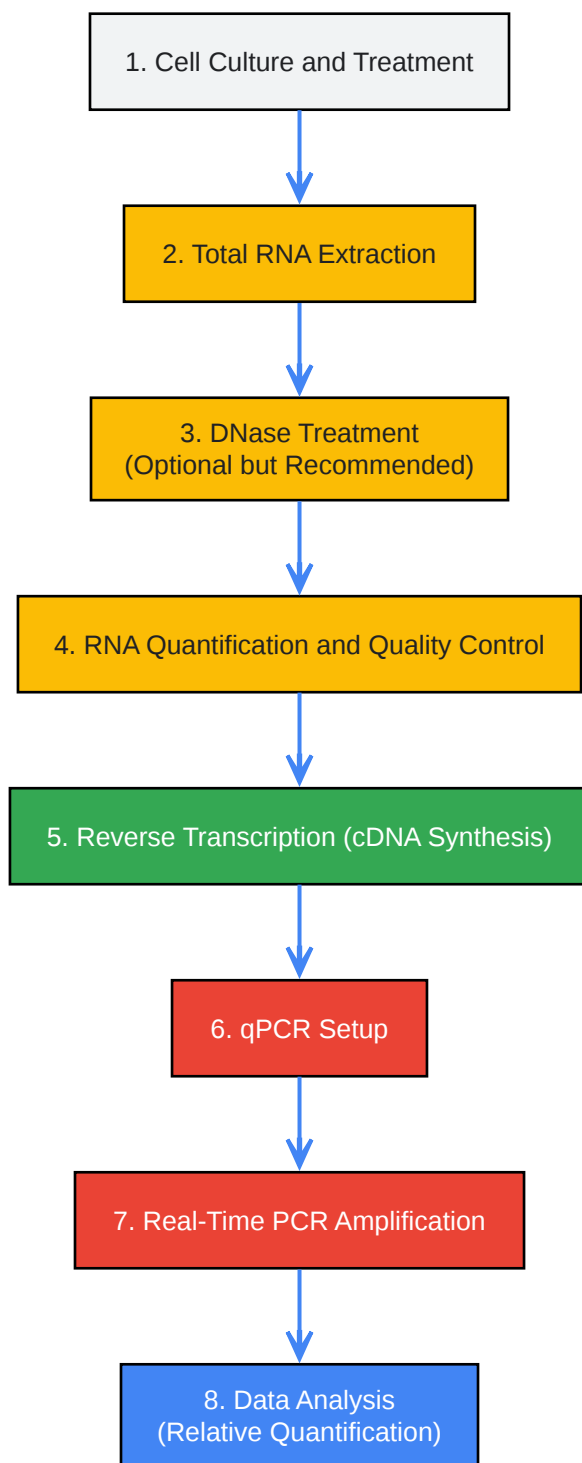 1. Cell Culture and Treatment
2. Total RNA Extraction
3. DNase Treatment
(Optional but Recommended)
4. RNA Quantification and Quality Control
5. Reverse Transcription (cDNA Synthesis)
6. qPCR Setup
7. Real-Time PCR Amplification
8. Data Analysis
(Relative Quantification)